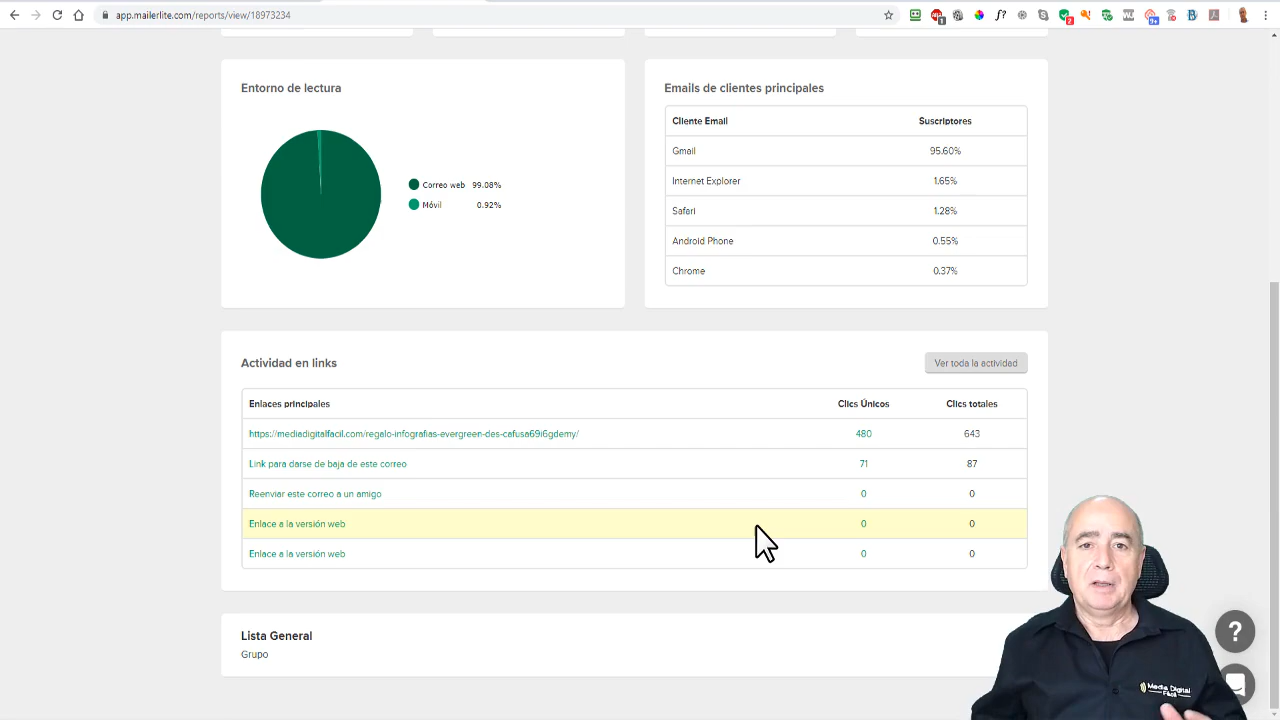 app.mailerlite.com/reports/view/18973234
Entorno de lectura
Correo web 99.08%
Móvil 0.92%
Emails de clientes principales
Cliente Email Suscriptores
Gmail 95.60%
Internet Explorer 1.65%
Safari 1.28%
Android Phone 0.55%
Chrome 0.37%
Actividad en links
Ver toda la actividad
Enlaces principales Clics Únicos Clics totales
https://mediadigitalfacil.com/regalo-infografias-evergreen-des-cafusa69i6gdemy/ 480 643
Link para darse de baja de este correo 71 87
Reenviar este correo a un amigo 0 0
Enlace a la versión web 0 0
Enlace a la versión web 0 0
Lista General
Grupo
?
Media Digital
Fácil